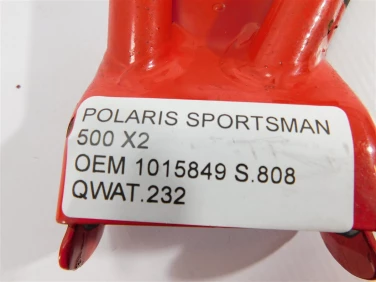 POLARIS SPORTSMAN
500 X2
OEM 1015849 S.808
QWAT.232